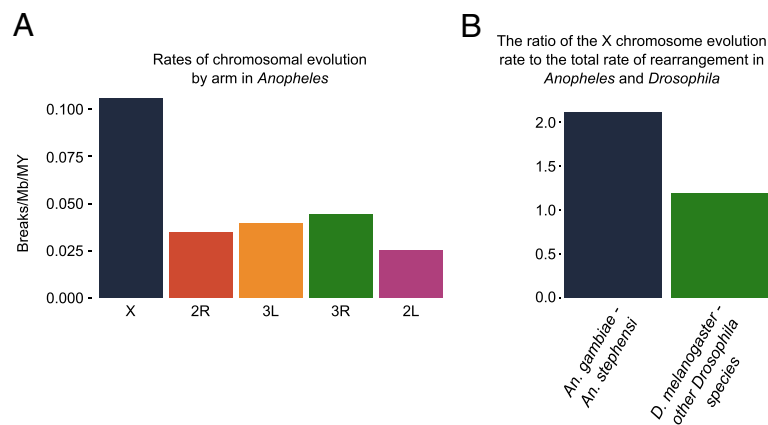 A
Rates of chromosomal evolution
by arm in Anopheles
Breaks/Mb/MY
0.100
0.075
0.050
0.025
0.000
X
2R
3L
3R
2L
B
The ratio of the X chromosome evolution
rate to the total rate of rearrangement in
Anopheles and Drosophila
2.0
1.5
1.0
0.5
0.0
An. gambiae -
An. stephensi
D. melanogaster -
other Drosophila
species